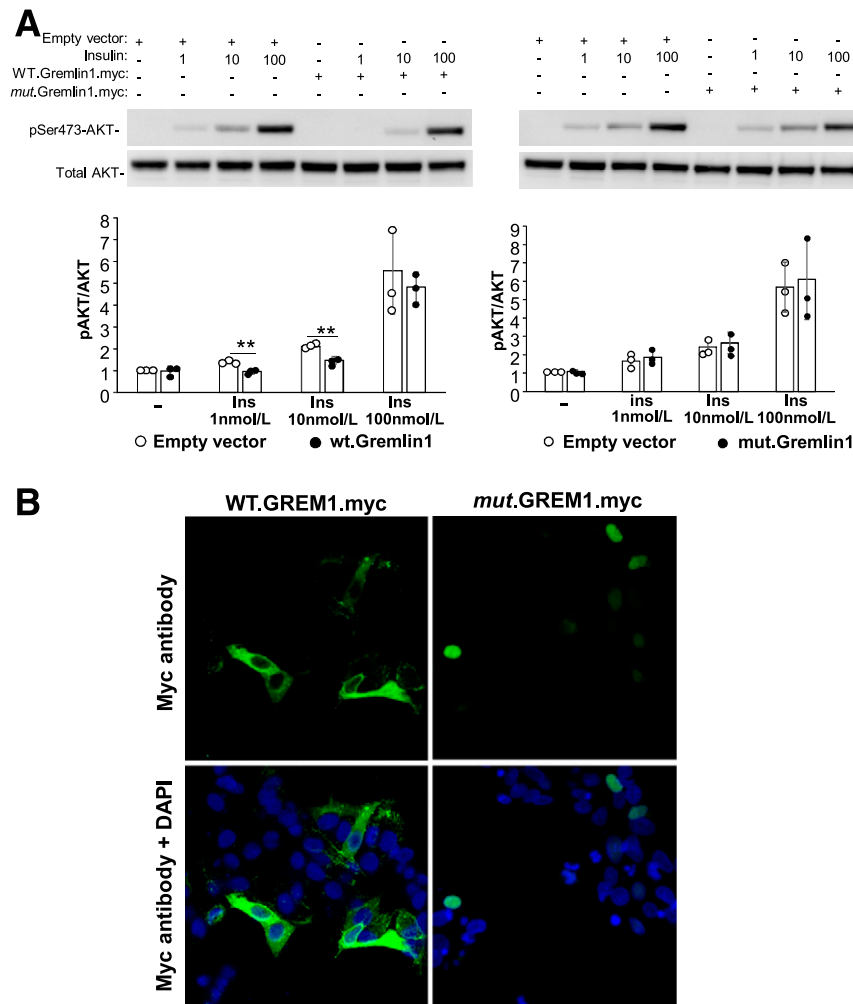 A
Empty vector: + + + + - - - - + + + + - - - -
Insulin: - 1 10 100 - 1 10 100 - 1 10 100 - 1 10 100
WT.Gremlin1.myc: - - - - + + + + - - - - - - - -
mut.Gremlin1.myc: - - - - - - - - - - - - + + + +
pSer473-AKT-
Total AKT-
8
7
6
5
4
3
2
1
0
pAKT/AKT
**
**
- Ins Ins Ins
1nmol/L 10nmol/L 100nmol/L
Empty vector wt.Gremlin1
9
8
7
6
5
4
3
2
1
0
pAKT/AKT
- Ins Ins Ins
1nmol/L 10nmol/L 100nmol/L
Empty vector mut.Gremlin1
B
WT.GREM1.myc mut.GREM1.myc
Myc antibody
Myc antibody + DAPI